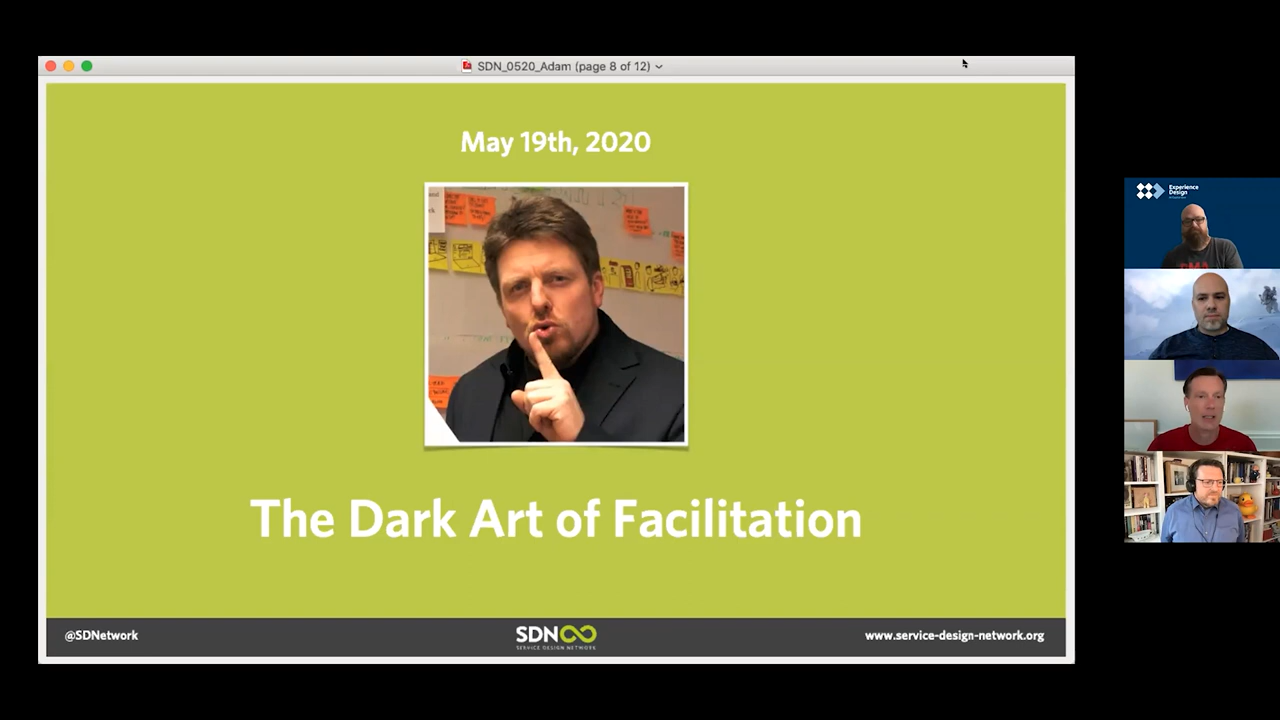 SDN_0520_Adam (page 8 of 12)
May 19th, 2020
The Dark Art of Facilitation
@SDNetwork
SDN
SERVICE DESIGN NETWORK
www.service-design-network.org
Experience
Design